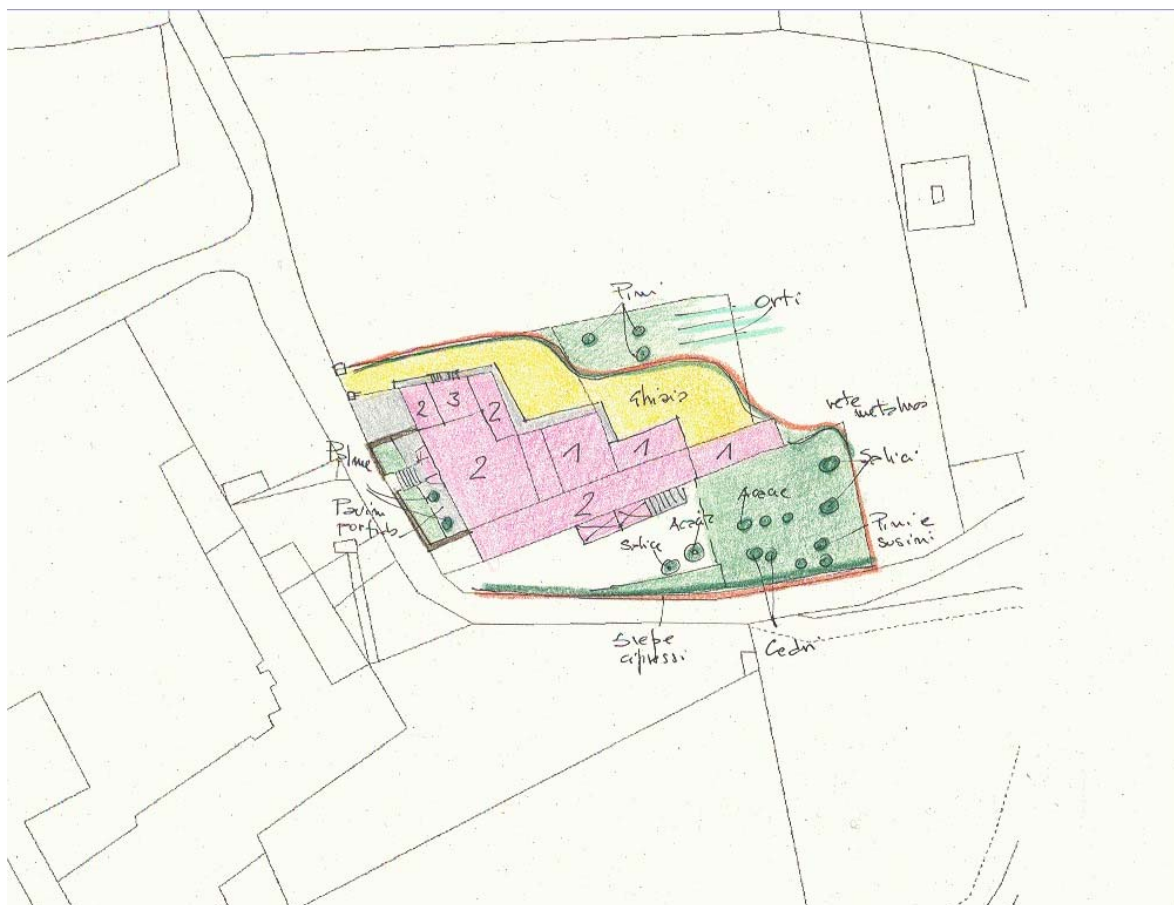 Pini
Orti
Ghiaia
rete
metallica
2
3
2
Salici
Palme
2
1
1
1
Acacie
Pavim
porfido
2
Acacia
Salice
Pini e
susini
Siepe
cipressi
Cedri